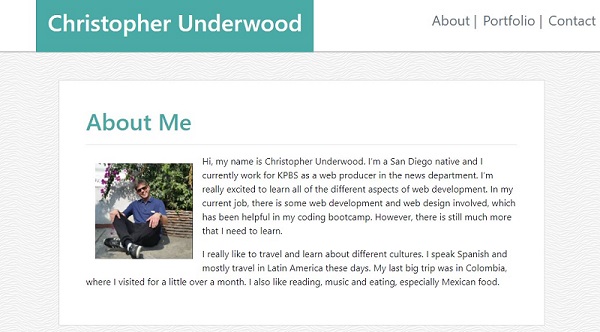 Christopher Underwood
About | Portfolio | Contact
About Me
Hi, my name is Christopher Underwood. I'm a San Diego native and I
currently work for KPBS as a web producer in the news department. I'm
really excited to learn all of the different aspects of web development. In my
current job, there is some web development and web design involved, which
has been helpful in my coding bootcamp. However, there is still much more
that I need to learn.
I really like to travel and learn about different cultures. I speak Spanish and
mostly travel in Latin America these days. My last big trip was in Colombia,
where I visited for a little over a month. I also like reading, music and eating, especially Mexican food.